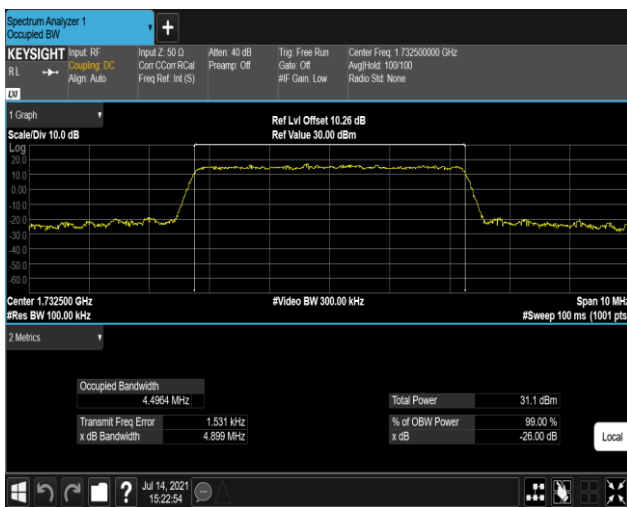 Spectrum Analyzer 1
Occupied BW
+
KEYSIGHT
RL
LXI
Input: RF
Coupling: DC
Align: Auto
Input Z: 50 Ω
Corr CCorr RCal
Freq Ref: Int (S)
Atten: 40 dB
Preamp: Off
Trig: Free Run
Gate: Off
#IF Gain: Low
Center Freq: 1.732500000 GHz
Avg|Hold: 100/100
Radio Std: None
1 Graph
Scale/Div 10.0 dB
Ref Lvl Offset 10.26 dB
Ref Value 30.00 dBm
Log
20.0
10.0
0.00
-10.0
-20.0
-30.0
-40.0
-50.0
-60.0
Center 1.732500 GHz
#Res BW 100.00 kHz
#Video BW 300.00 kHz
Span 10 MHz
#Sweep 100 ms (1001 pts
2 Metrics
Occupied Bandwidth
4.4964 MHz
Transmit Freq Error 1.531 kHz
x dB Bandwidth 4.899 MHz
Total Power 31.1 dBm
% of OBW Power 99.00 %
x dB -26.00 dB
Local
?
Jul 14, 2021
15:22:54